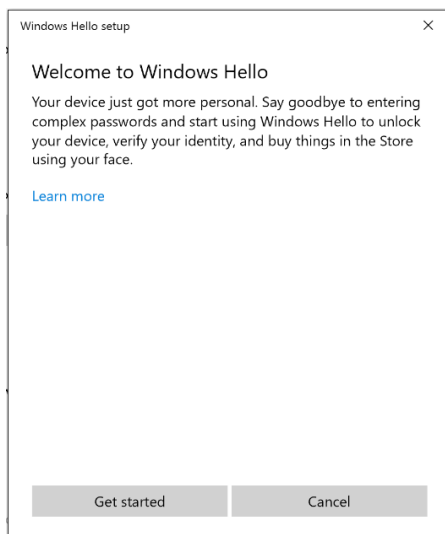 Windows Hello setup
Welcome to Windows Hello
Your device just got more personal. Say goodbye to entering
complex passwords and start using Windows Hello to unlock
your device, verify your identity, and buy things in the Store
using your face.
Learn more
Get started
Cancel